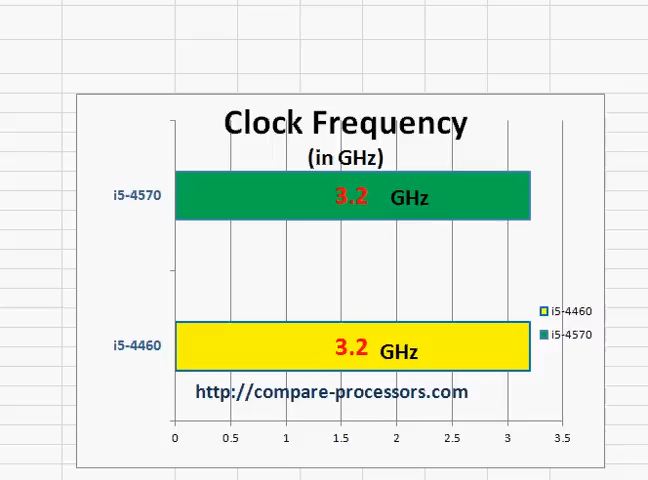 Clock Frequency
(in GHz)
i5-4570
3.2 GHz
i5-4460
i5-4570
i5-4460
3.2 GHz
http://compare-processors.com
0 0.5 1 1.5 2 2.5 3 3.5